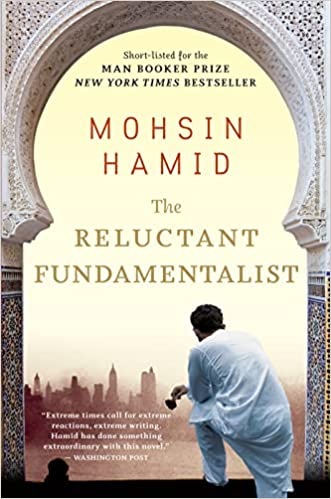 Short-listed for the
MAN BOOKER PRIZE
NEW YORK TIMES BESTSELLER
MOHSIN
HAMID
The
RELUCTANT
FUNDAMENTALIST
"Extreme times call for extreme
reactions, extreme writing.
Hamid has done something
extraordinary with this novel."
— WASHINGTON POST